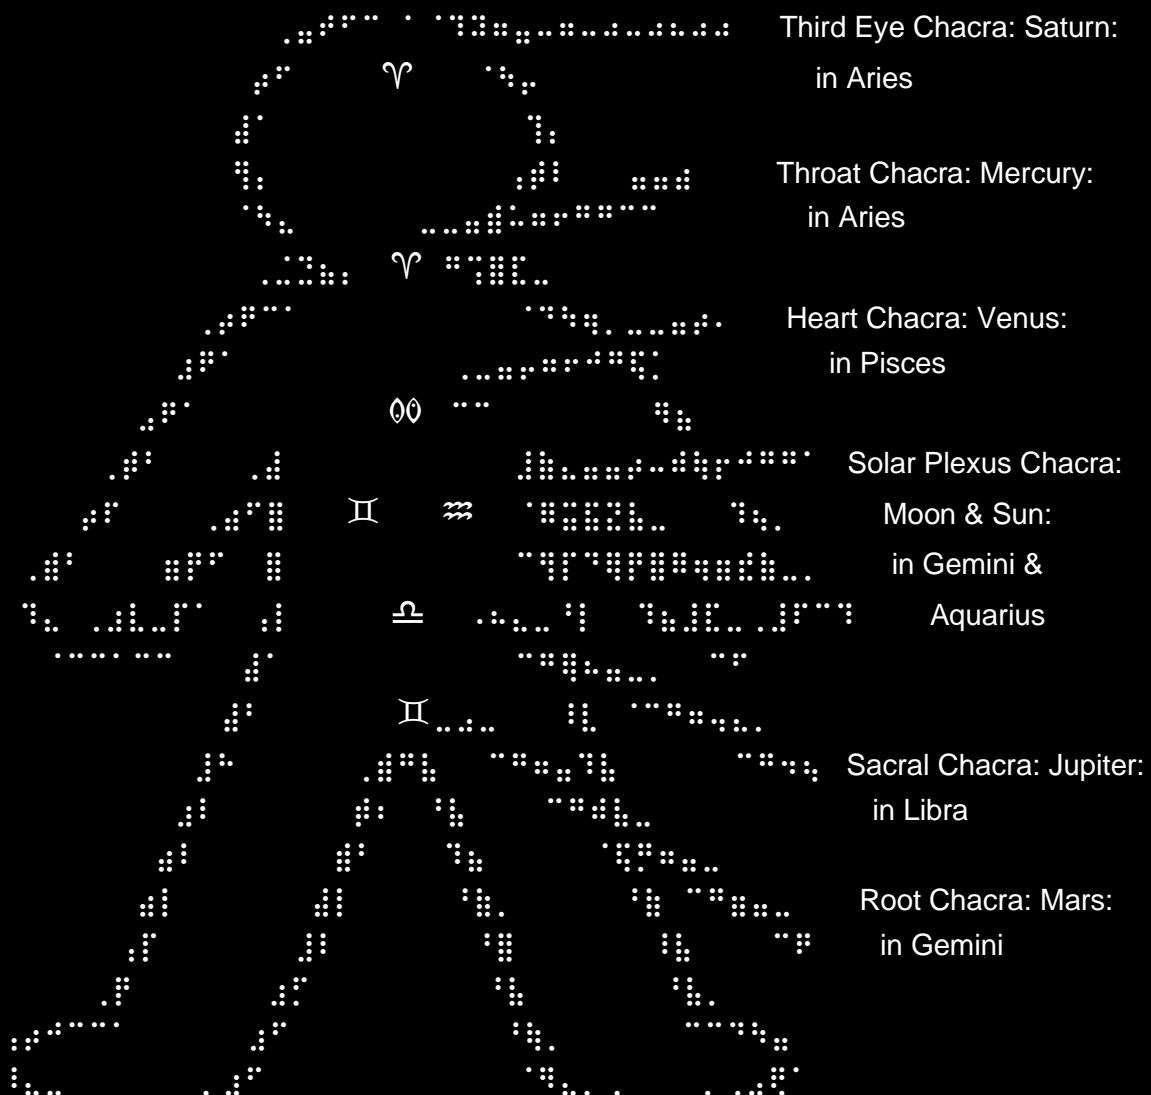 Third Eye Chacra: Saturn:
in Aries
♈
Throat Chacra: Mercury:
in Aries
♈
Heart Chacra: Venus:
in Pisces
Solar Plexus Chacra:
♊ ♒ Moon & Sun:
in Gemini &
♎ Aquarius
♊
Sacral Chacra: Jupiter:
in Libra
Root Chacra: Mars:
in Gemini